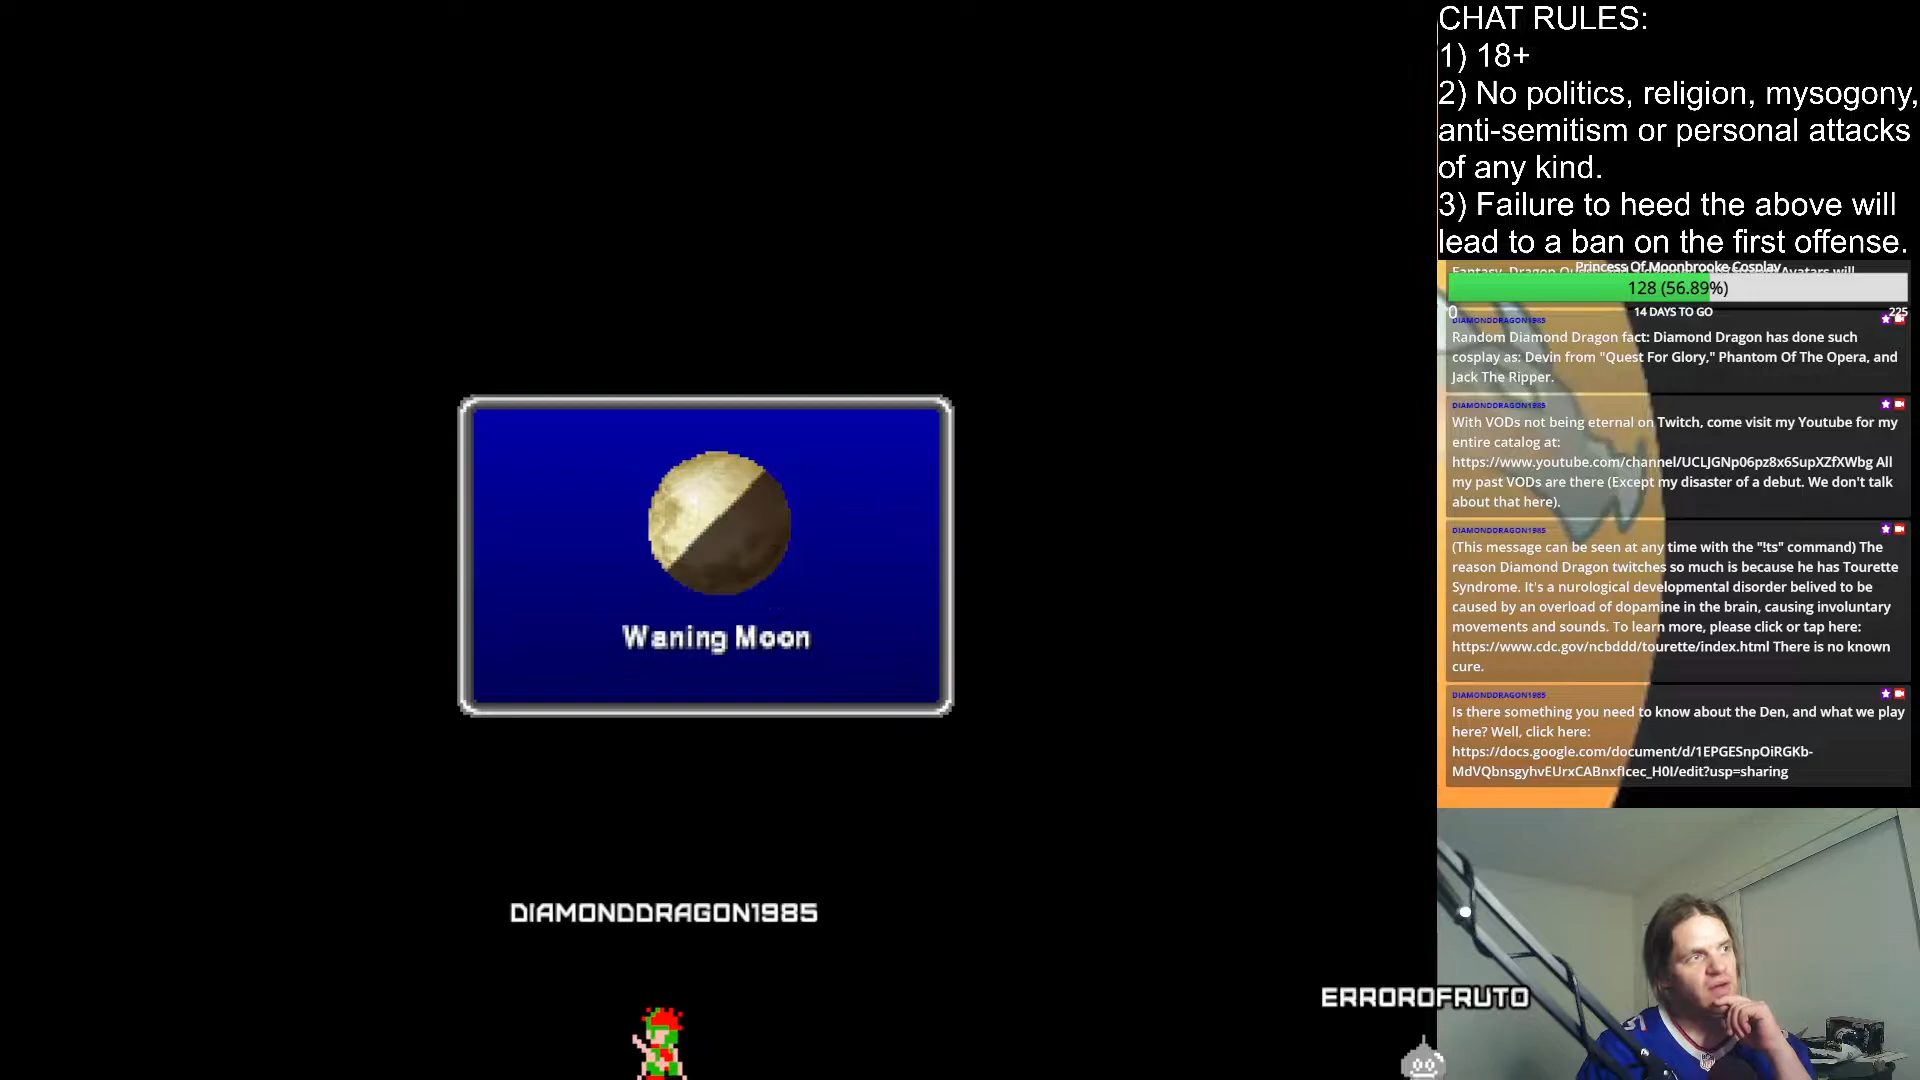 CHAT RULES:
1) 18+
2) No politics, religion, mysogony,
anti-semitism or personal attacks
of any kind.
3) Failure to heed the above will
lead to a ban on the first offense.
Princess Of Moonbrooke Cosplay
128 (56.89%)
0
14 DAYS TO GO
225
DIAMONDDRAGON1985
Random Diamond Dragon fact: Diamond Dragon has done such
cosplay as: Devin from "Quest For Glory," Phantom Of The Opera, and
Jack The Ripper.
DIAMONDDRAGON1985
With VODs not being eternal on Twitch, come visit my Youtube for my
entire catalog at:
https://www.youtube.com/channel/UCLJGNp06pz8x6SupXZfXWbg All
my past VODs are there (Except my disaster of a debut. We don't talk
about that here).
DIAMONDDRAGON1985
(This message can be seen at any time with the "!ts" command) The
reason Diamond Dragon twitches so much is because he has Tourette
Syndrome. It's a nurological developmental disorder belived to be
caused by an overload of dopamine in the brain, causing involuntary
movements and sounds. To learn more, please click or tap here:
https://www.cdc.gov/ncbddd/tourette/index.html There is no known
cure.
DIAMONDDRAGON1985
Is there something you need to know about the Den, and what we play
here? Well, click here:
https://docs.google.com/document/d/1EPGESnpOiRGKb-
MdVQbnsgyhvEUrxCABnxfIcec_H0I/edit?usp=sharing
Waning Moon
DIAMONDDRAGON1985
ERROROFRUTO